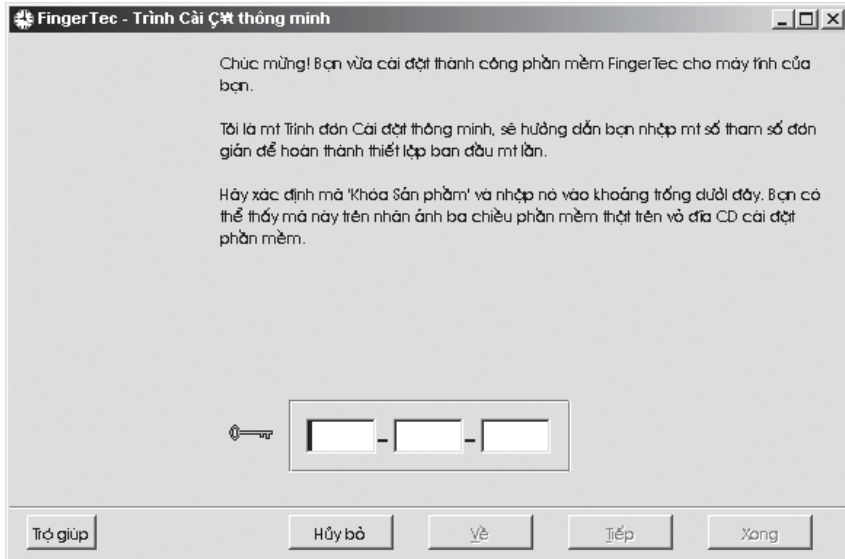 FingerTec - Trình Cài Ç¥t thông minh
Chúc mừng! Bạn vừa cài đặt thành công phần mềm FingerTec cho máy tính của
bạn.
Tôi là mt Trình đơn Cài đặt thông minh, sẽ hướng dẫn bạn nhập mt số tham số đơn
giản để hoàn thành thiết lập ban đầu mt lần.
Hãy xác định mã 'Khóa Sản phẩm' và nhập nó vào khoảng trống dưới đây. Bạn có
thể thấy mã này trên nhãn ảnh ba chiều phần mềm thật trên vỏ đĩa CD cài đặt
phần mềm.
- -
Trợ giúp Hủy bỏ Về Tiếp Xong